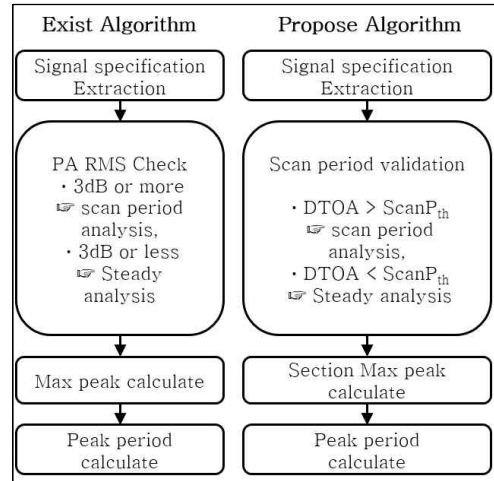 Exist Algorithm
Signal specification
Extraction
PA RMS Check
· 3dB or more
☞ scan period
analysis,
· 3dB or less
☞ Steady
analysis
Max peak calculate
Peak period
calculate
Propose Algorithm
Signal specification
Extraction
Scan period validation
· DTOA > ScanPth
☞ scan period
analysis,
· DTOA < ScanPth
☞ Steady analysis
Section Max peak
calculate
Peak period
calculate